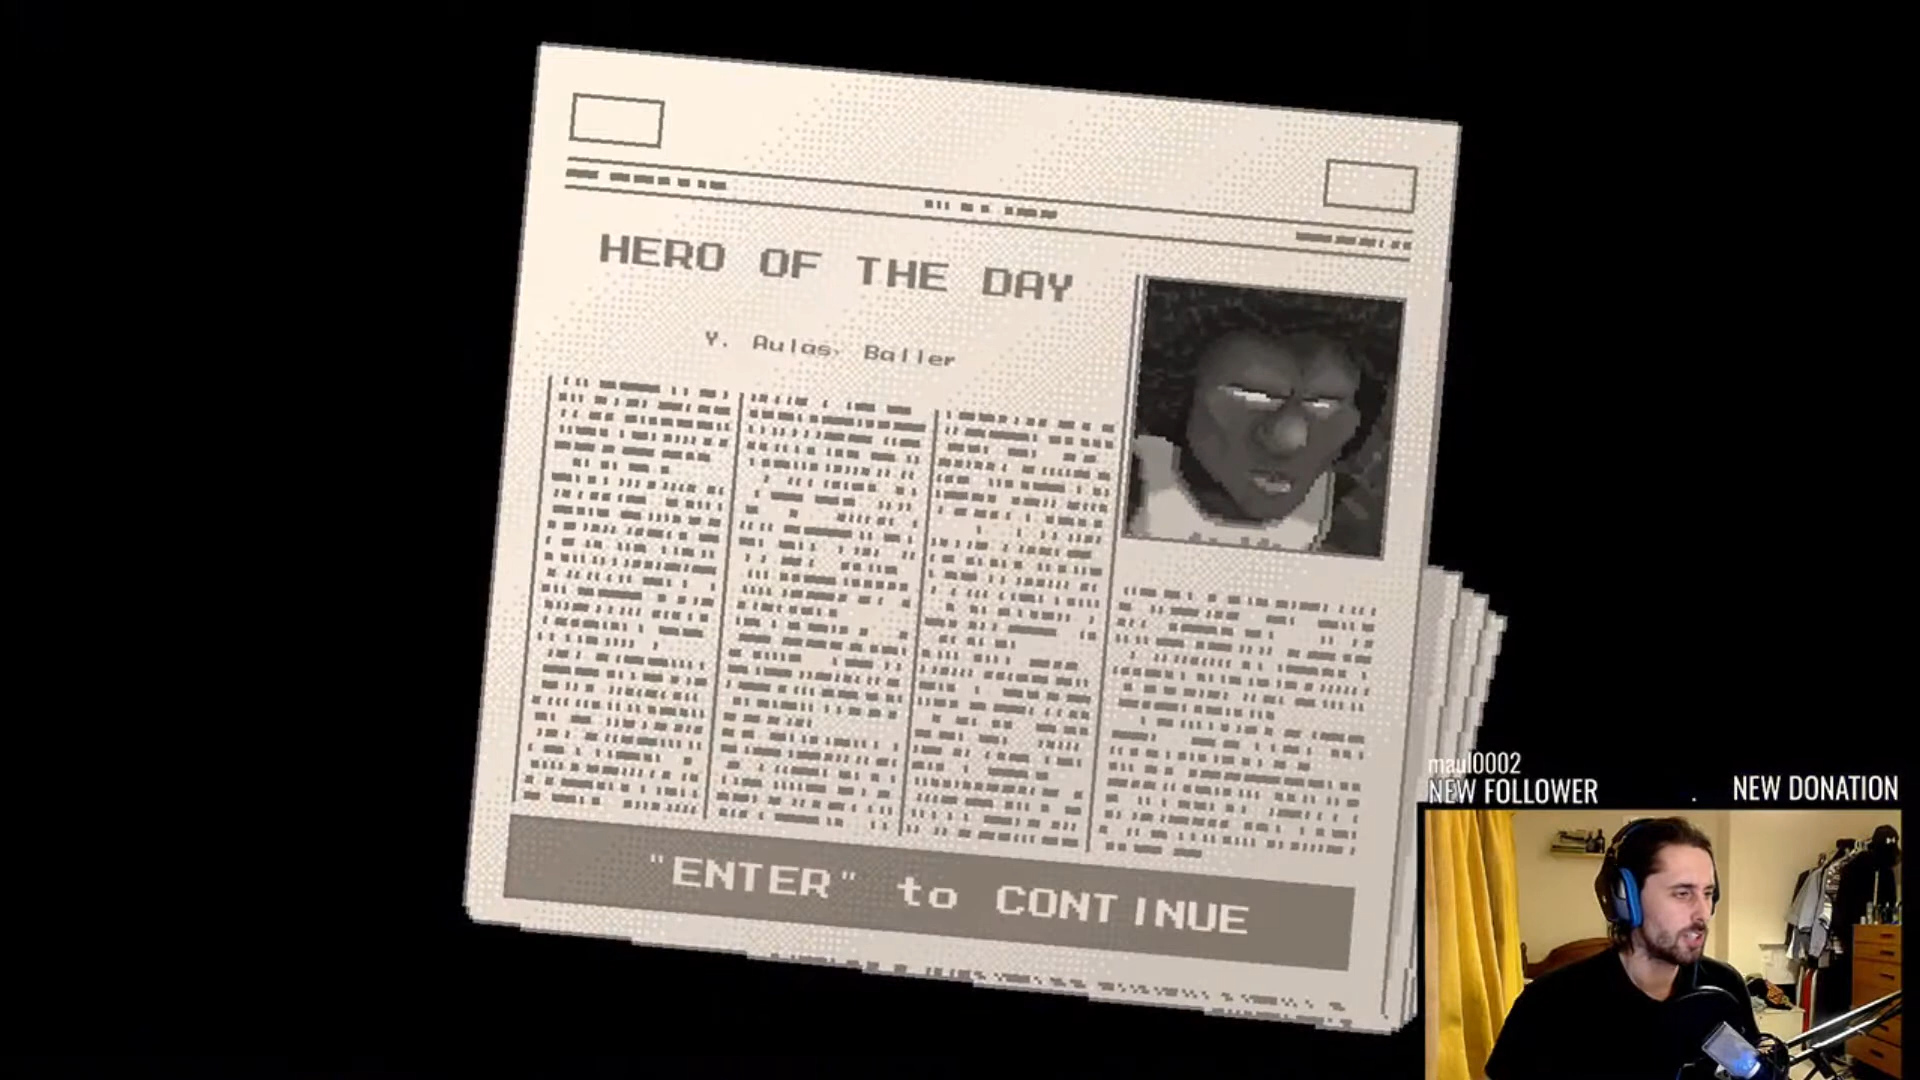 HERO OF THE DAY
Y. Aulas, Baller
"ENTER" to CONTINUE
maul0002
NEW FOLLOWER
. NEW DONATION